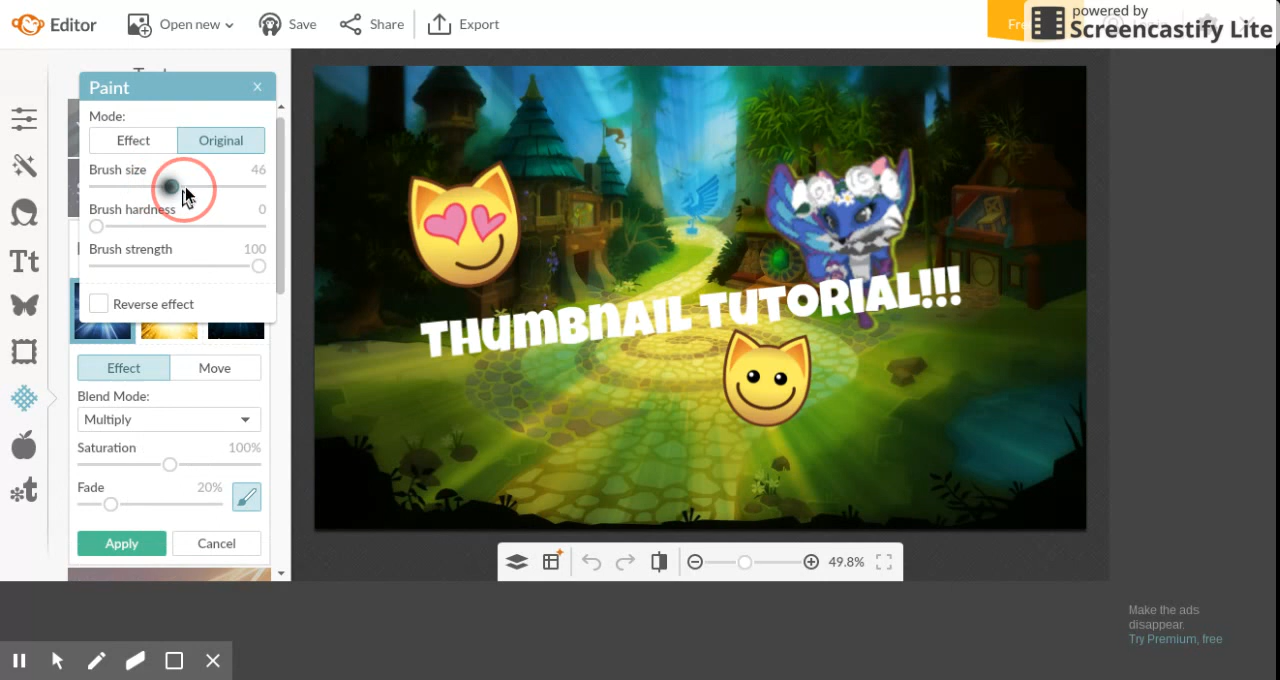 Editor
Open new
Save
Share
Export
powered by
Screencastify Lite
Paint
Mode:
Effect
Original
Brush size 46
Brush hardness 0
Brush strength 100
Reverse effect
Effect
Move
Blend Mode:
Multiply
Saturation 100%
Fade 20%
Apply
Cancel
THUMBNAIL TUTORIAL!!!
49.8%
Make the ads
disappear.
Try Premium, free